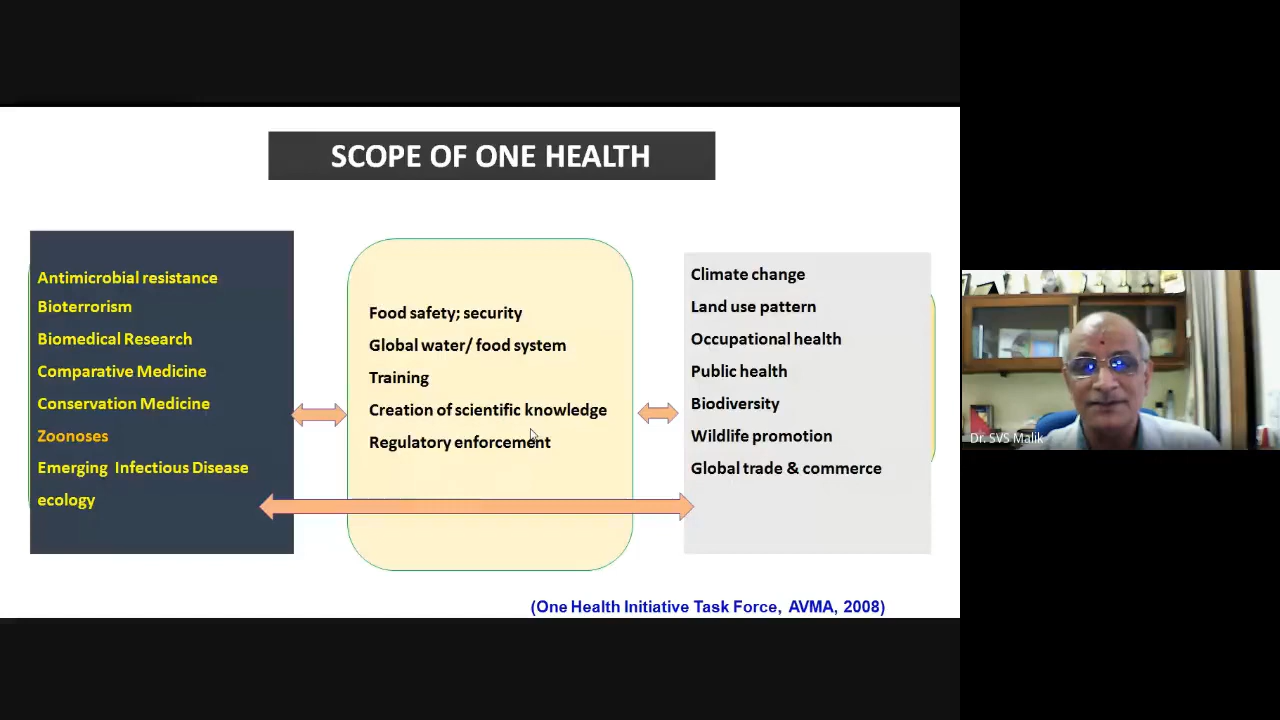 SCOPE OF ONE HEALTH
Antimicrobial resistance
Bioterrorism
Biomedical Research
Comparative Medicine
Conservation Medicine
Zoonoses
Emerging Infectious Disease
ecology
Food safety; security
Global water/ food system
Training
Creation of scientific knowledge
Regulatory enforcement
Climate change
Land use pattern
Occupational health
Public health
Biodiversity
Wildlife promotion
Global trade & commerce
(One Health Initiative Task Force, AVMA, 2008)
Dr. SVS Malik